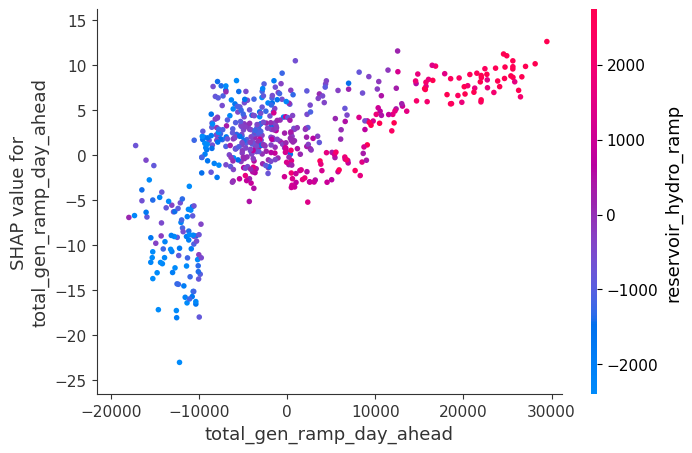 15
10
5
0
−5
−10
−15
−20
−25
SHAP value for
total_gen_ramp_day_ahead
−20000 −10000 0 10000 20000 30000
total_gen_ramp_day_ahead
2000
1000
0
−1000
−2000
reservoir_hydro_ramp